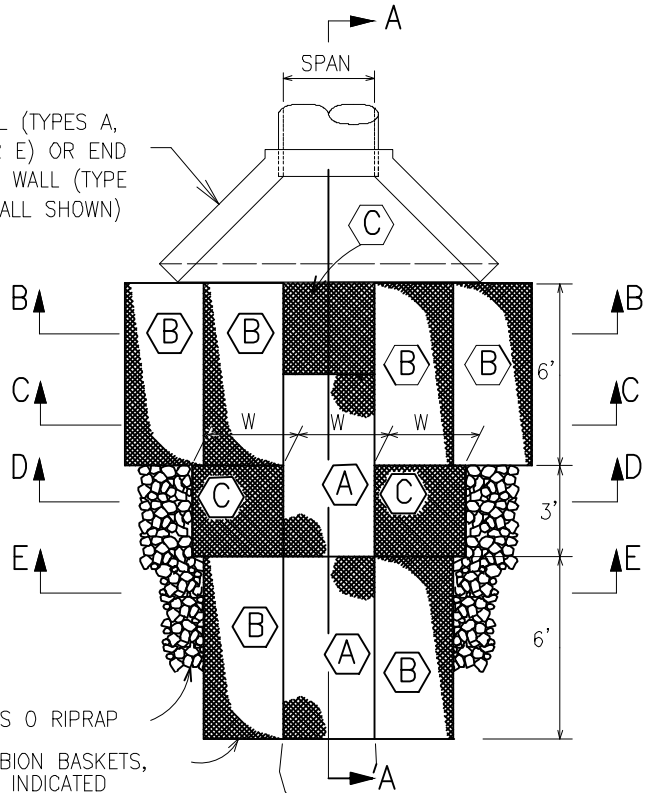 A
SPAN
L (TYPES A,
E) OR END
WALL (TYPE
ALL SHOWN)
C
B B
B B B B
6'
C C
W W W
D D
C A C
3'
E E
B A B
6'
S O RIPRAP
BION BASKETS,
INDICATED
A